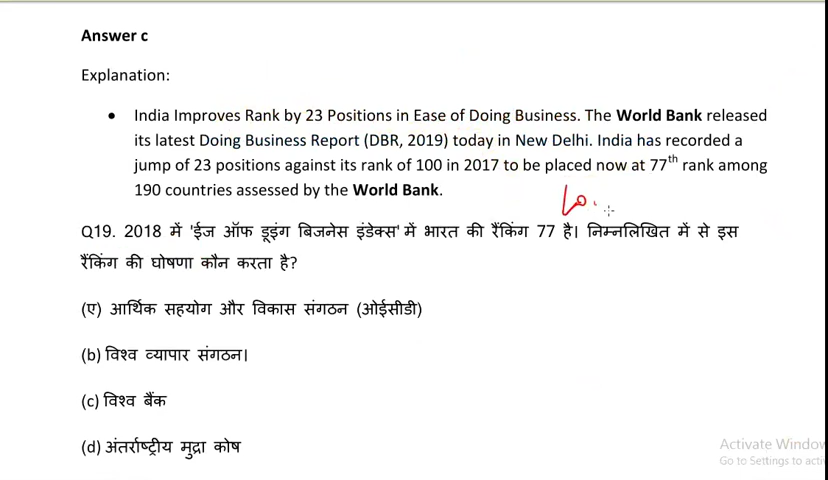 Answer c
Explanation:
• India Improves Rank by 23 Positions in Ease of Doing Business. The World Bank released
its latest Doing Business Report (DBR, 2019) today in New Delhi. India has recorded a
jump of 23 positions against its rank of 100 in 2017 to be placed now at 77th rank among
190 countries assessed by the World Bank.
Q19. 2018 में 'ईज ऑफ डूइंग बिजनेस इंडेक्स' में भारत की रैंकिंग 77 है। निम्नलिखित में से इस
रैंकिंग की घोषणा कौन करता है?
(ए) आर्थिक सहयोग और विकास संगठन (ओईसीडी)
(b) विश्व व्यापार संगठन।
(c) विश्व बैंक
(d) अंतर्राष्ट्रीय मुद्रा कोष
Activate Window
Go to Settings to acti